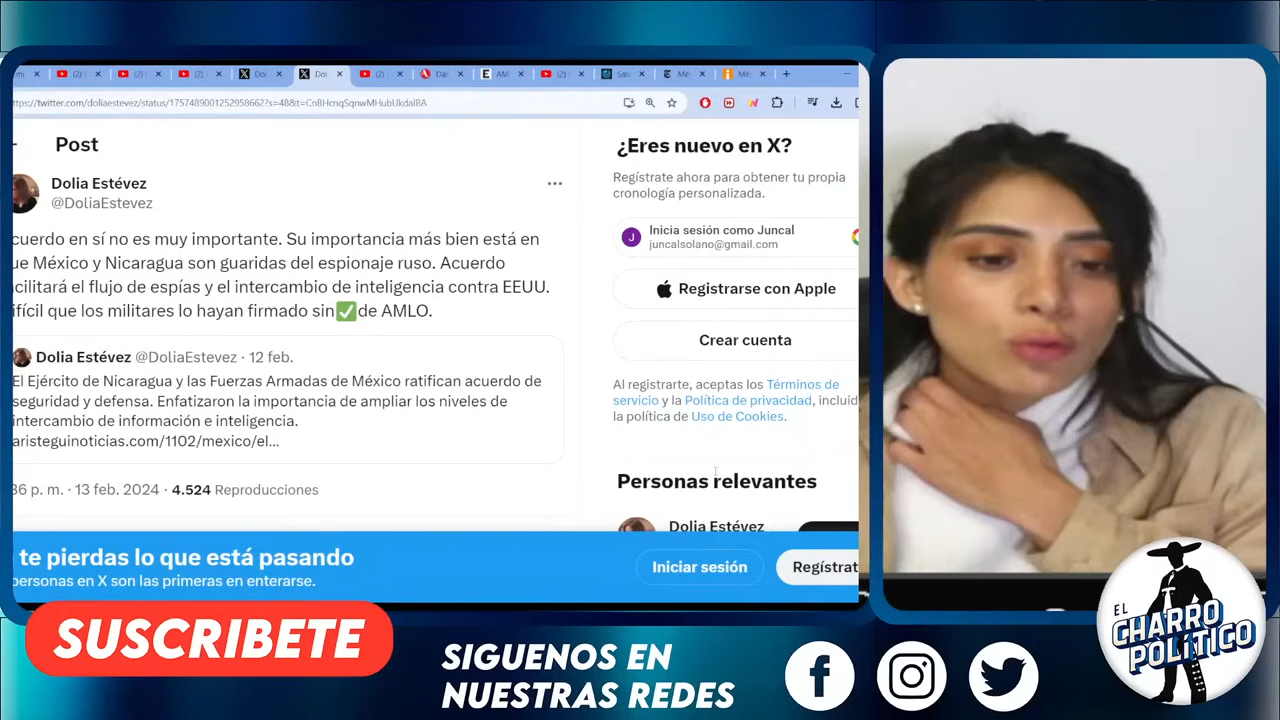 twitter.com/doliaestevez/status/1757489001252958662?s=48&t=CnBHcnqSqnwMHubUkdalBA
Post
Dolia Estévez
@DoliaEstevez
cuerdo en sí no es muy importante. Su importancia más bien está en
ue México y Nicaragua son guaridas del espionaje ruso. Acuerdo
acilitará el flujo de espías y el intercambio de inteligencia contra EEUU.
ifícil que los militares lo hayan firmado sin✅de AMLO.
Dolia Estévez @DoliaEstevez · 12 feb.
El Ejército de Nicaragua y las Fuerzas Armadas de México ratifican acuerdo de
seguridad y defensa. Enfatizaron la importancia de ampliar los niveles de
intercambio de información e inteligencia.
aristeguinoticias.com/1102/mexico/el...
36 p. m. · 13 feb. 2024 · 4.524 Reproducciones
¿Eres nuevo en X?
Regístrate ahora para obtener tu propia
cronología personalizada.
J
Inicia sesión como Juncal
juncalsolano@gmail.com
Registrarse con Apple
Crear cuenta
Al registrarte, aceptas los Términos de
servicio y la Política de privacidad, incluid
la política de Uso de Cookies.
Personas relevantes
Dolia Estévez
te pierdas lo que está pasando
personas en X son las primeras en enterarse.
Iniciar sesión
Regístrat
SUSCRIBETE
SIGUENOS EN
NUESTRAS REDES
EL
CHARRO
POLÍTICO